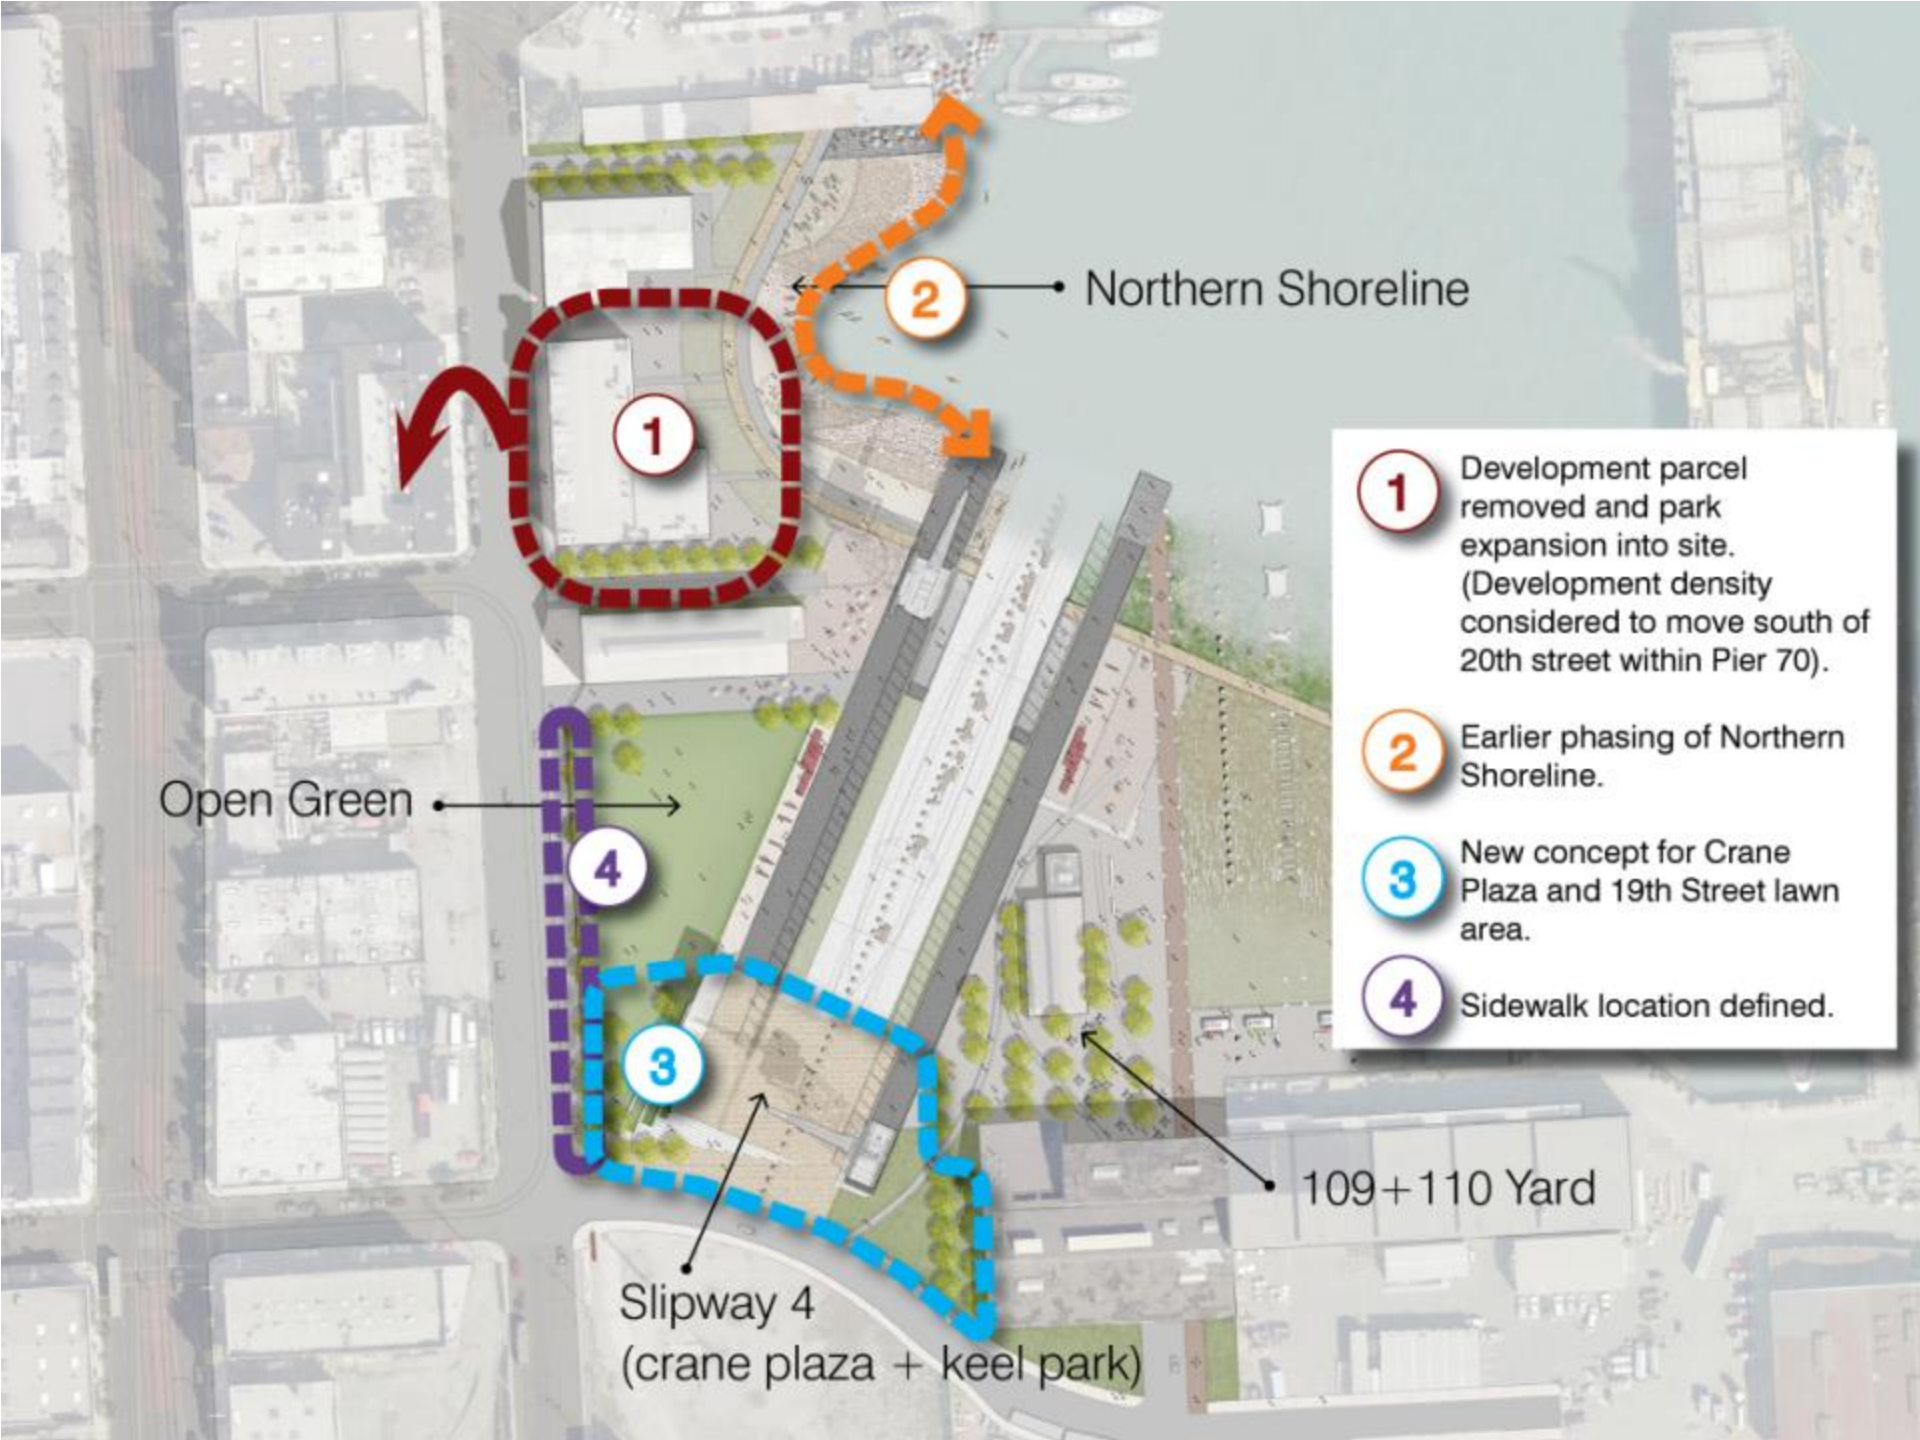 Northern Shoreline
2
1
1
Development parcel
removed and park
expansion into site.
(Development density
considered to move south of
20th street within Pier 70).
2
Earlier phasing of Northern
Shoreline.
3
New concept for Crane
Plaza and 19th Street lawn
area.
4
Sidewalk location defined.
Open Green
4
3
109+110 Yard
Slipway 4
(crane plaza + keel park)